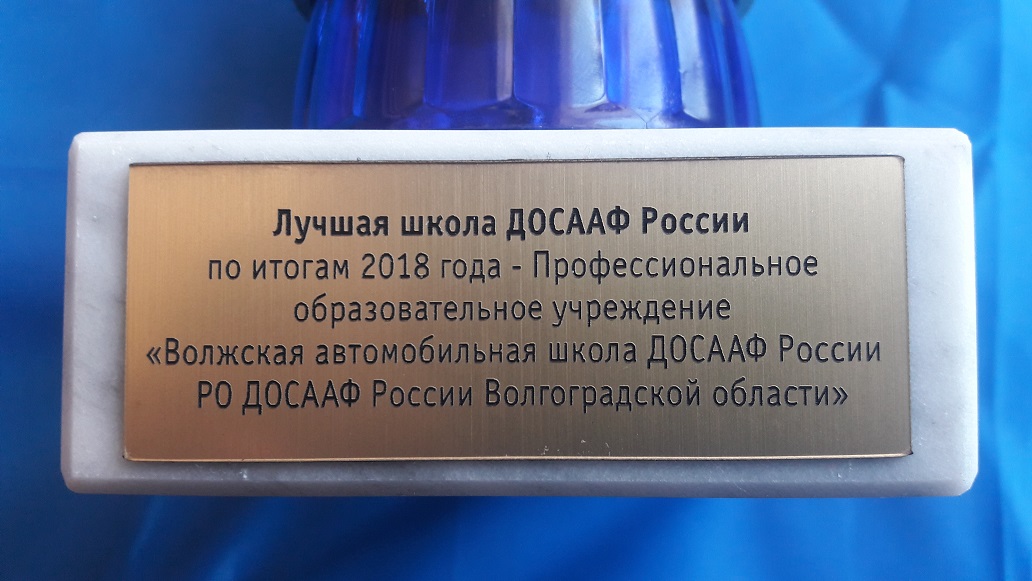 Лучшая школа ДОСААФ России
по итогам 2018 года - Профессиональное
образовательное учреждение
«Волжская автомобильная школа ДОСААФ России
РО ДОСААФ России Волгоградской области»